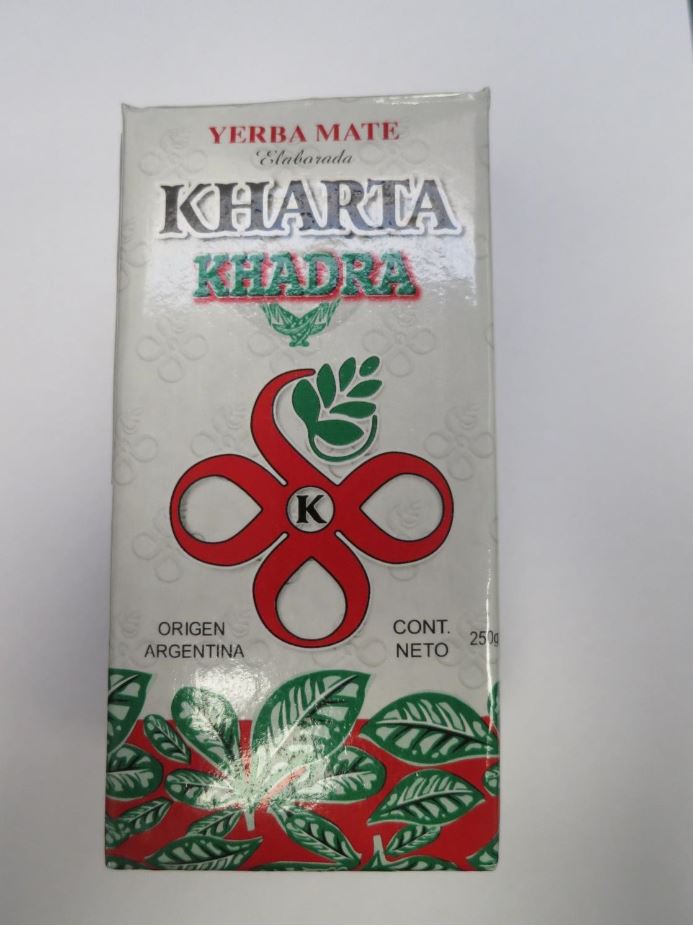 YERBA MATE
Elaborada
KHARTA
KHADRA
K
ORIGEN
ARGENTINA
CONT.
NETO
250g